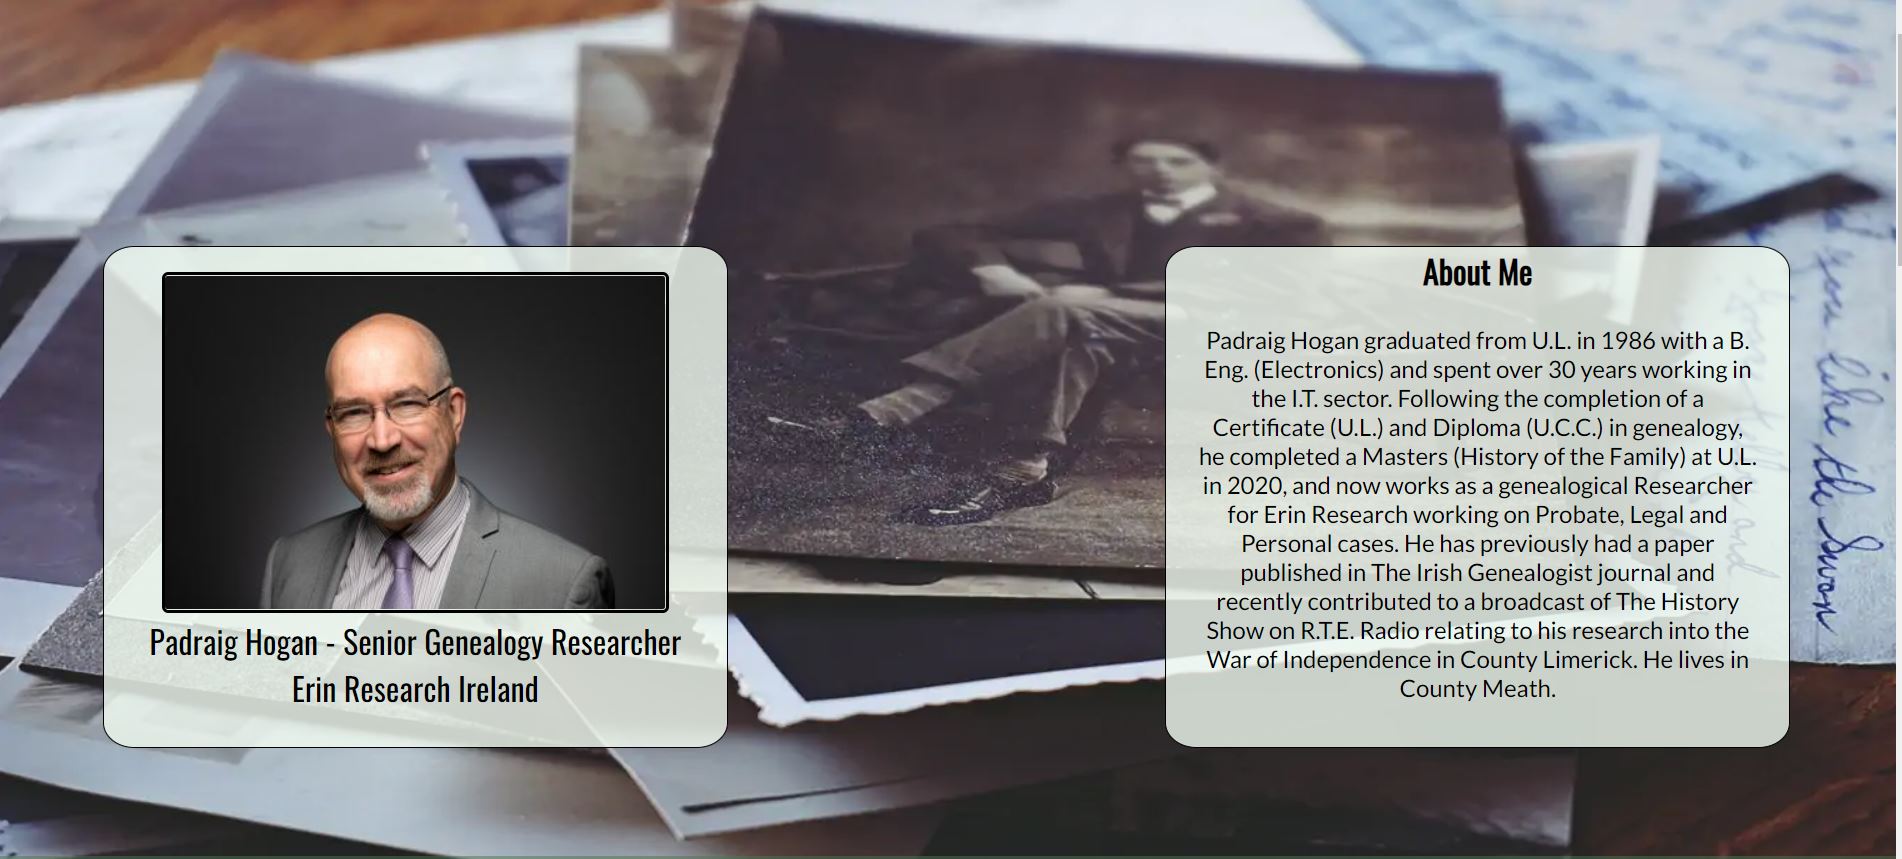 Padraig Hogan - Senior Genealogy Researcher
Erin Research Ireland
About Me
Padraig Hogan graduated from U.L. in 1986 with a B.
Eng. (Electronics) and spent over 30 years working in
the I.T. sector. Following the completion of a
Certificate (U.L.) and Diploma (U.C.C.) in genealogy,
he completed a Masters (History of the Family) at U.L.
in 2020, and now works as a genealogical Researcher
for Erin Research working on Probate, Legal and
Personal cases. He has previously had a paper
published in The Irish Genealogist journal and
recently contributed to a broadcast of The History
Show on R.T.E. Radio relating to his research into the
War of Independence in County Limerick. He lives in
County Meath.
you like the Swon